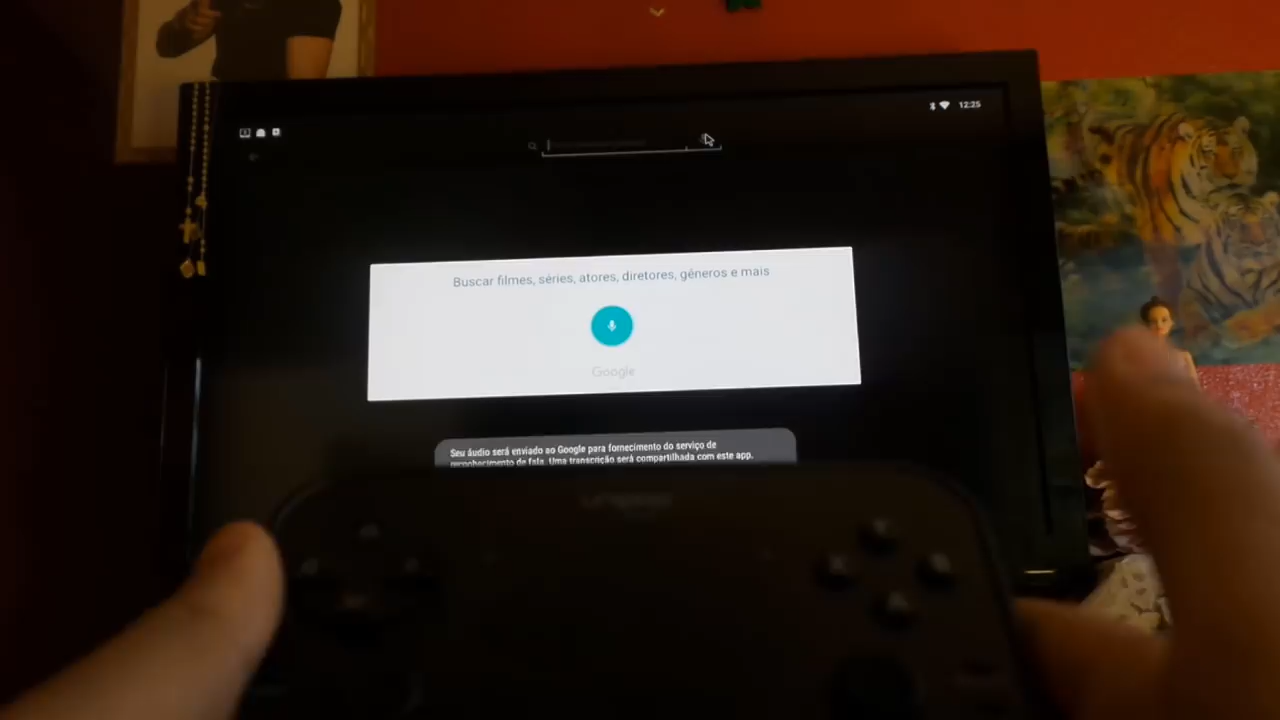 12:25
Buscar filmes, séries, atores, diretores, gêneros e mais
Google
Seu áudio será enviado ao Google para fornecimento do serviço de
reconhecimento de fala. Uma transcrição será compartilhada com este app.